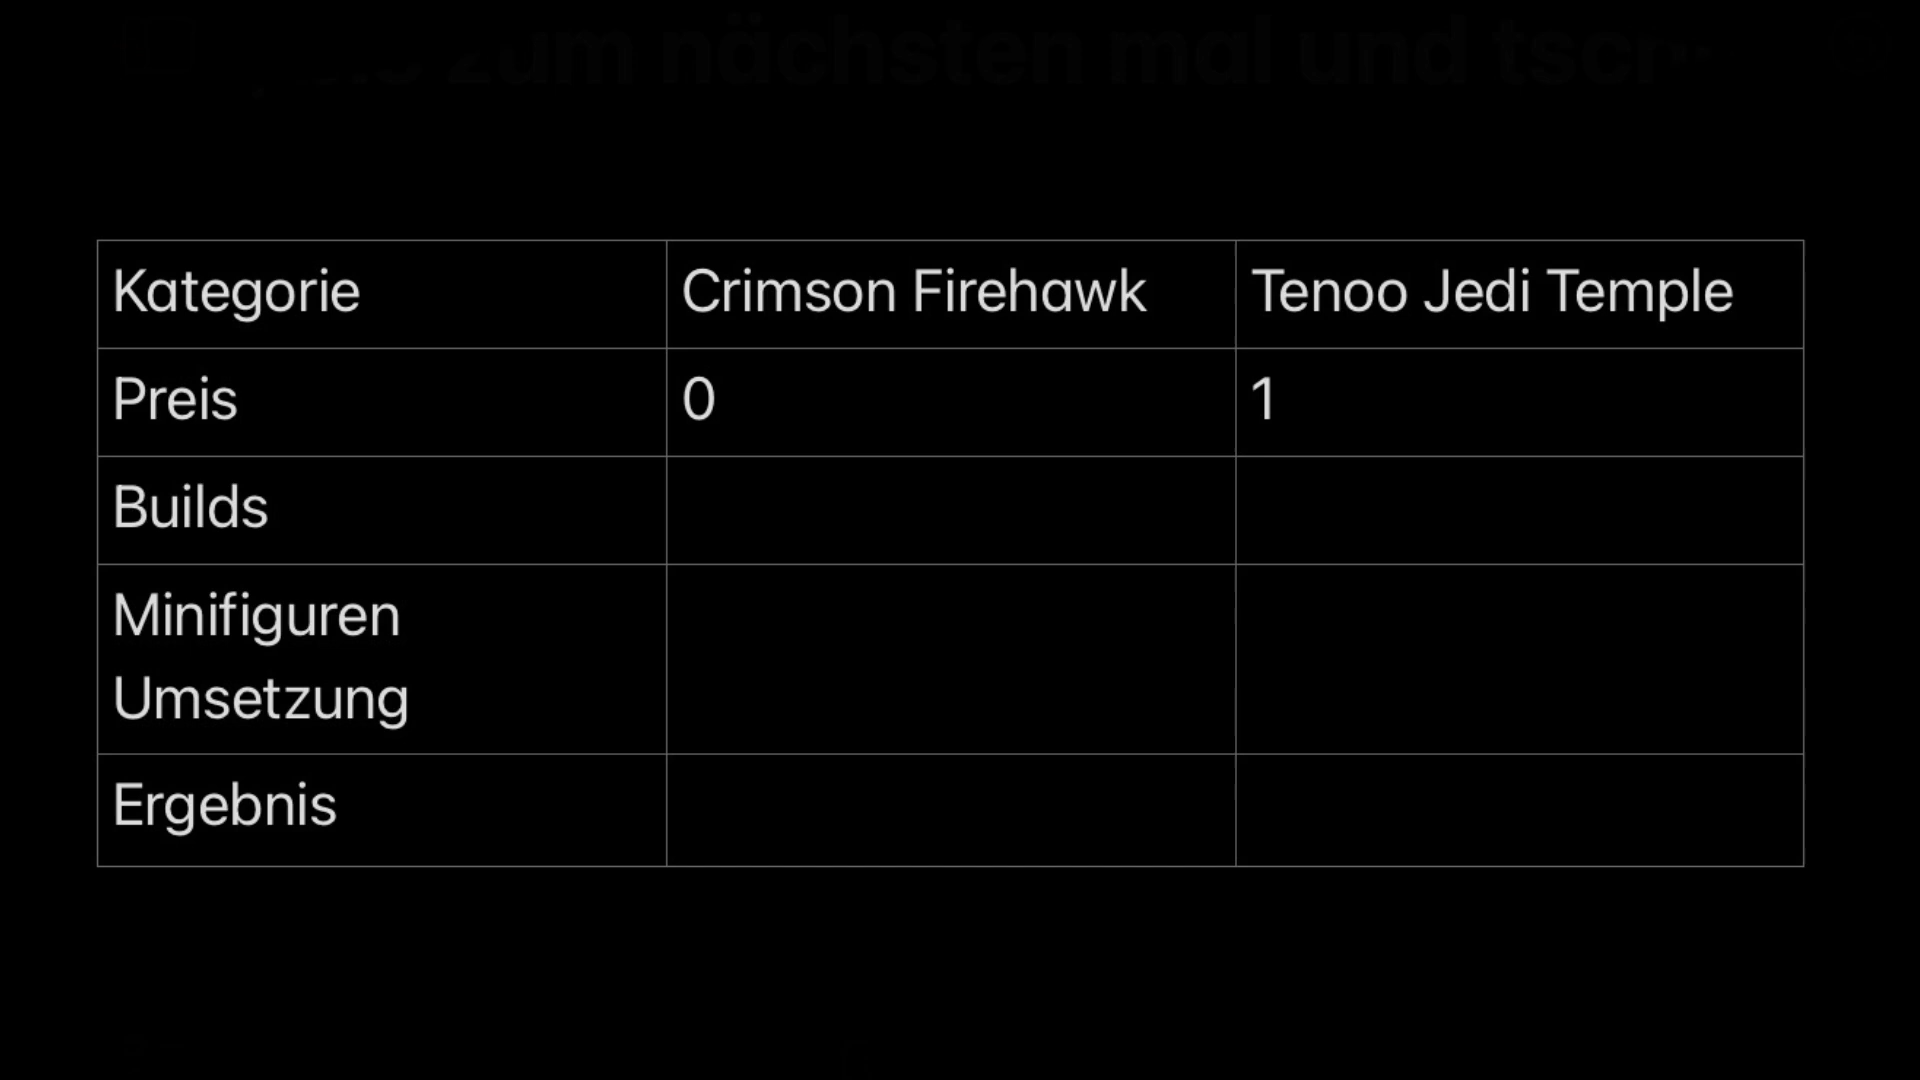 zum nächsten mal und
Kategorie Crimson Firehawk Tenoo Jedi Temple
Preis 0 1
Builds
Minifiguren
Umsetzung
Ergebnis